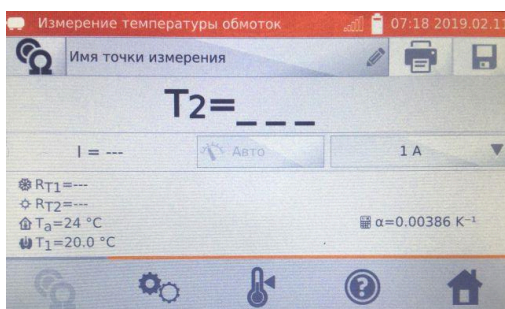 Измерение температуры обмоток 07:18 2019.02.11
Имя точки измерения
T2=_ _ _
I = --- Авто 1 A
RT1=---
RT2=---
Ta=24 °C α=0.00386 K⁻¹
T1=20.0 °C